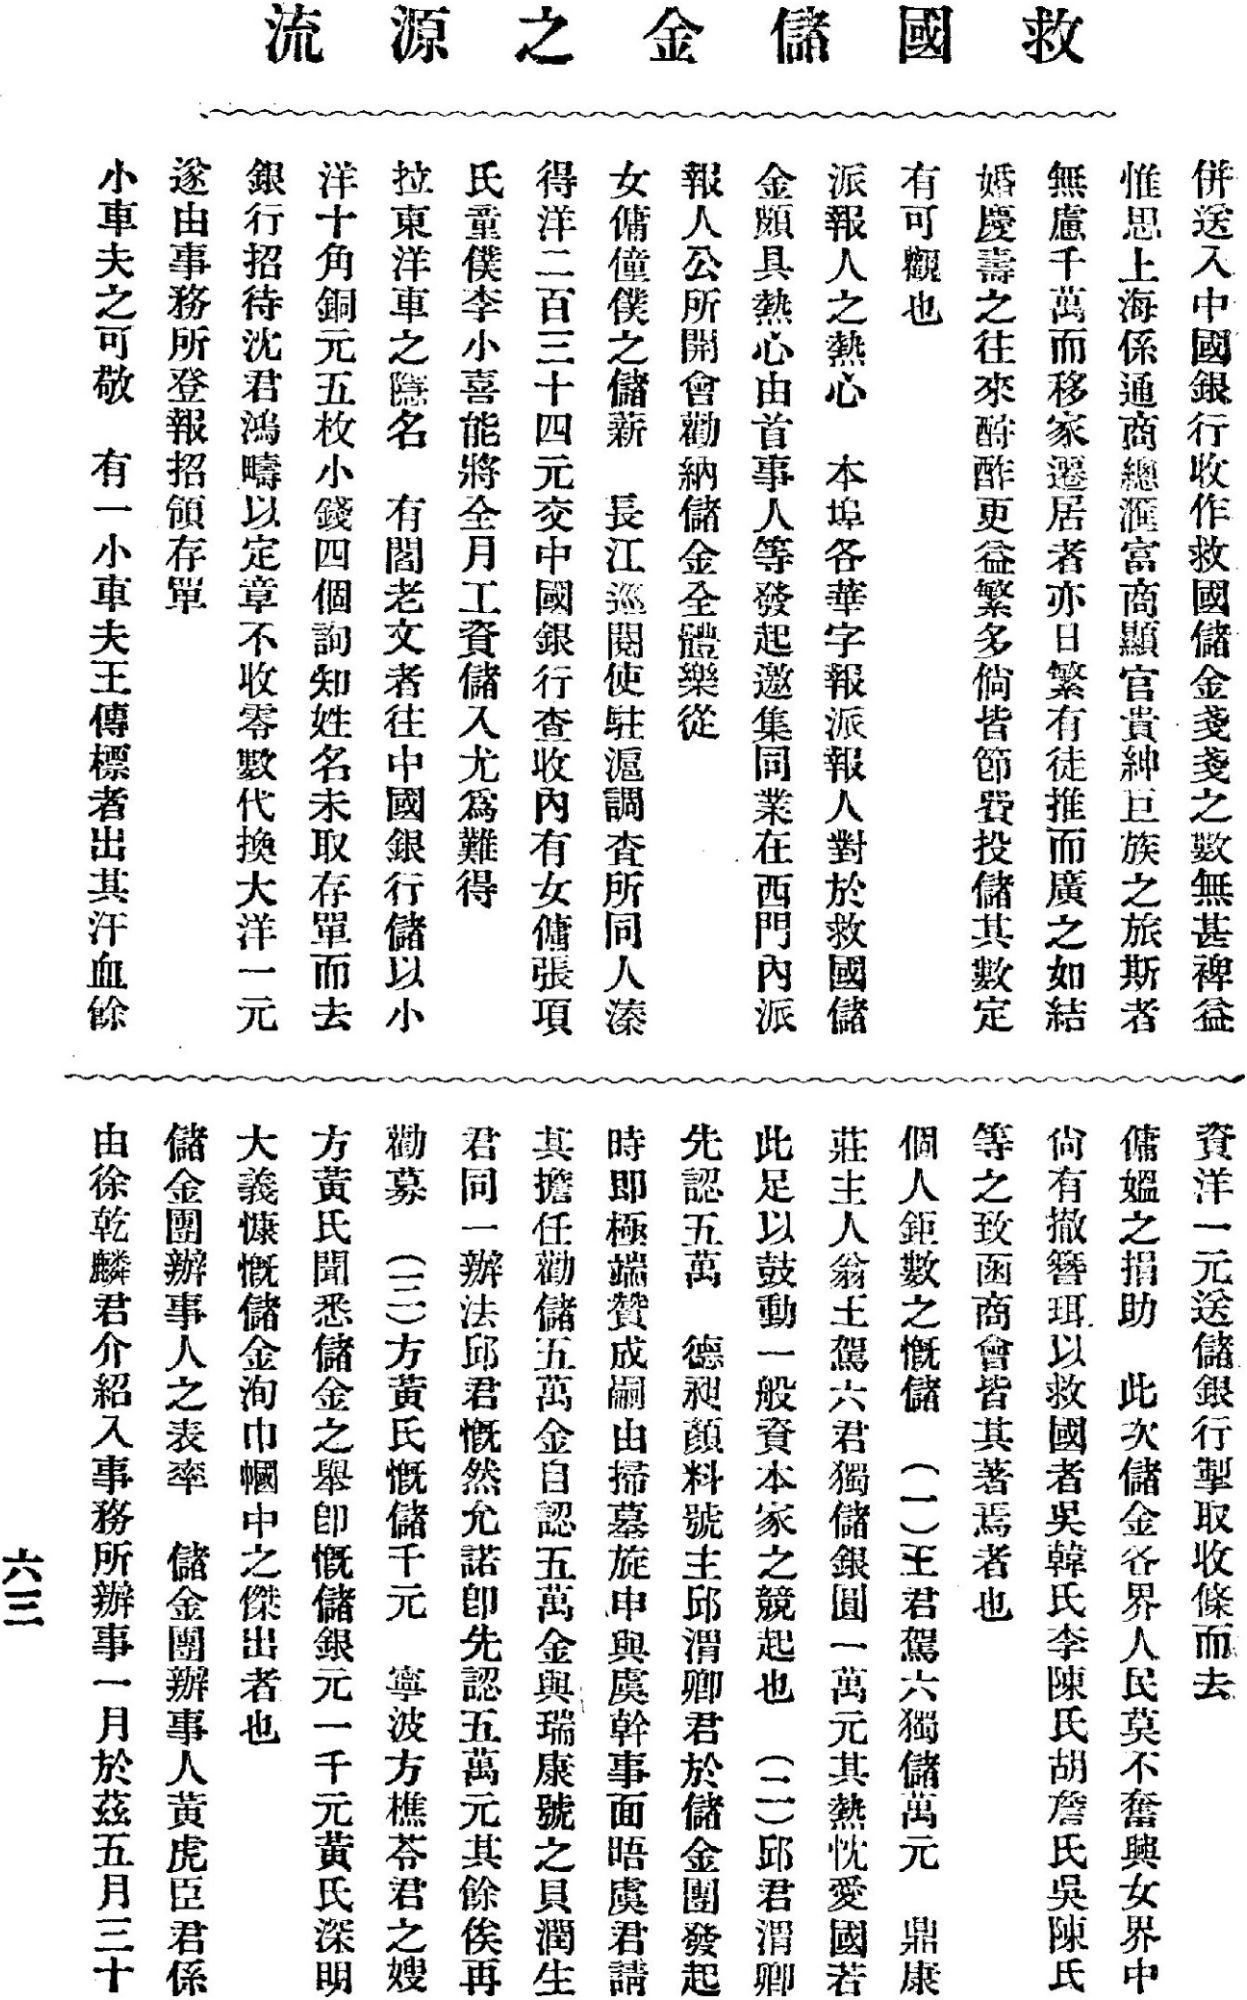 救國儲金之源流
併送入中國銀行收作救國儲金戔戔之數無甚裨益
惟思上海係通商總滙富商顯官貴紳巨族之旅斯者
無慮千萬而移家遷居者亦日繁有徒推而廣之如結
婚慶壽之往來酧酢更益繁多倘皆節費投儲其數定
有可觀也
派報人之熱心　本埠各華字報派報人對於救國儲
金頗具熱心由首事人等發起邀集同業在西門內派
報人公所開會勸納儲金全體樂從
女傭僮僕之儲薪　長江巡閱使駐滬調査所同人湊
得洋二百三十四元交中國銀行查收內有女傭張項
氏童僕李小喜能將全月工資儲入尤爲難得
拉東洋車之隱名　有閻老文者往中國銀行儲以小
洋十角銅元五枚小錢四個詢知姓名未取存單而去
銀行招待沈君鴻疇以定章不收零數代換大洋一元
遂由事務所登報招領存單
小車夫之可敬　有一小車夫王傳標者出其汗血餘
資洋一元送儲銀行掣取收條而去
傭媼之捐助　此次儲金各界人民莫不奮興女界中
尙有撤簪珥以救國者吳韓氏李陳氏胡詹氏吳陳氏
等之致函商會皆其著焉者也
個人鉅數之慨儲　（一）王君駕六獨儲萬元　鼎康
莊主人翁王駕六君獨儲銀圓一萬元其熱忱愛國若
此足以鼓動一般資本家之競起也　（二）邱君渭卿
先認五萬　德昶顏料號主邱渭卿君於儲金團發起
時即極端贊成嗣由掃墓旋申與虞幹事面晤虞君請
其擔任勸儲五萬金自認五萬金與瑞康號之貝潤生
君同一辦法邱君慨然允諾卽先認五萬元其餘俟再
勸募　（三）方黃氏慨儲千元　寧波方樵苓君之嫂
方黃氏聞悉儲金之舉卽慨儲銀元一千元黃氏深明
大義慷慨儲金洵巾幗中之傑出者也
儲金團辦事人之表率　儲金團辦事人黃虎臣君係
由徐乾麟君介紹入事務所辦事一月於茲五月三十
六三